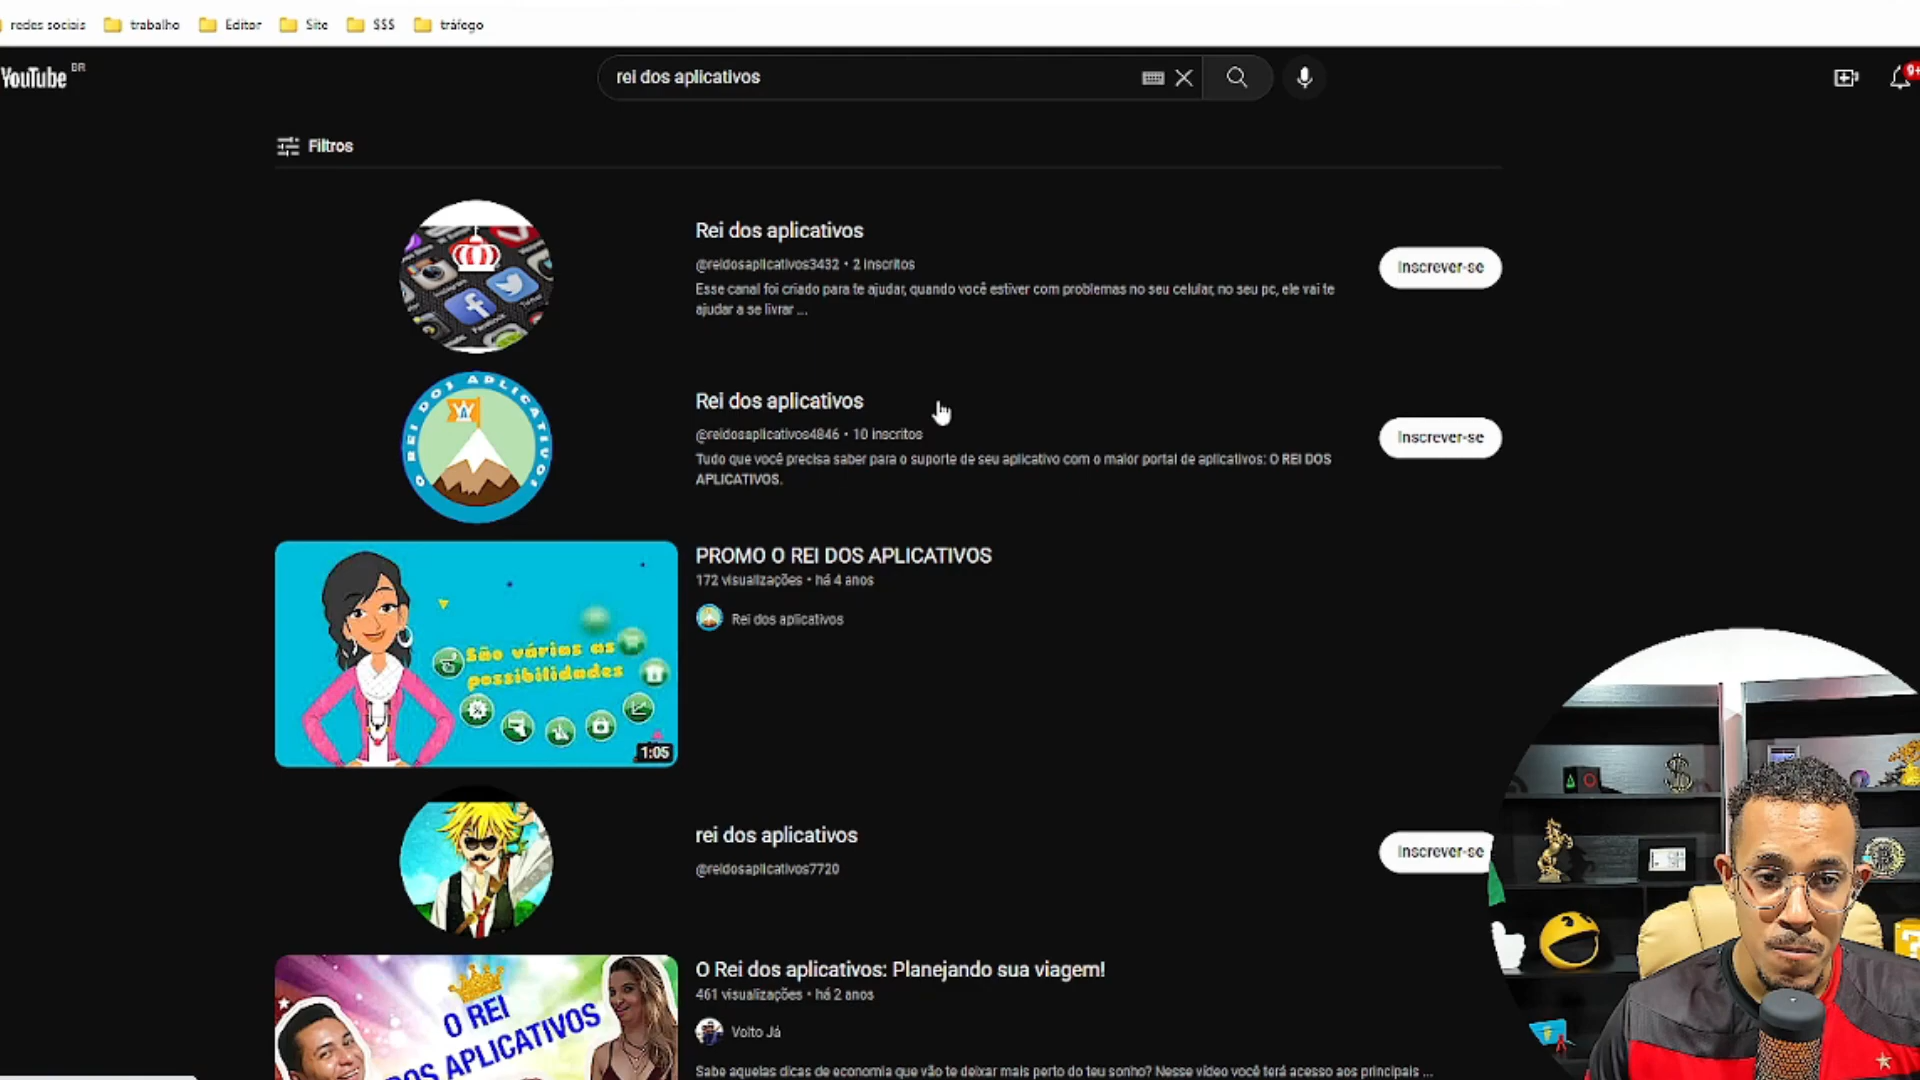 redes sociais trabalho Editor Site $$$ tráfego
YouTube BR
rei dos aplicativos
9+
Filtros
Rei dos aplicativos
@reidosaplicativos3432 • 2 inscritos
Esse canal foi criado para te ajudar, quando você estiver com problemas no seu celular, no seu pc, ele vai te
ajudar a se livrar ...
Inscrever-se
O REI DOS APLICATIVOS
Rei dos aplicativos
@reidosaplicativos4846 • 10 inscritos
Tudo que você precisa saber para o suporte de seu aplicativo com o maior portal de aplicativos: O REI DOS
APLICATIVOS.
Inscrever-se
São várias as
possibilidades
1:05
PROMO O REI DOS APLICATIVOS
172 visualizações • há 4 anos
Rei dos aplicativos
rei dos aplicativos
@reidosaplicativos7720
Inscrever-se
O REI
DOS APLICATIVOS
O Rei dos aplicativos: Planejando sua viagem!
461 visualizações • há 2 anos
Volto Já
Sabe aquelas dicas de economia que vão te deixar mais perto do teu sonho? Nesse vídeo você terá acesso aos principais ...